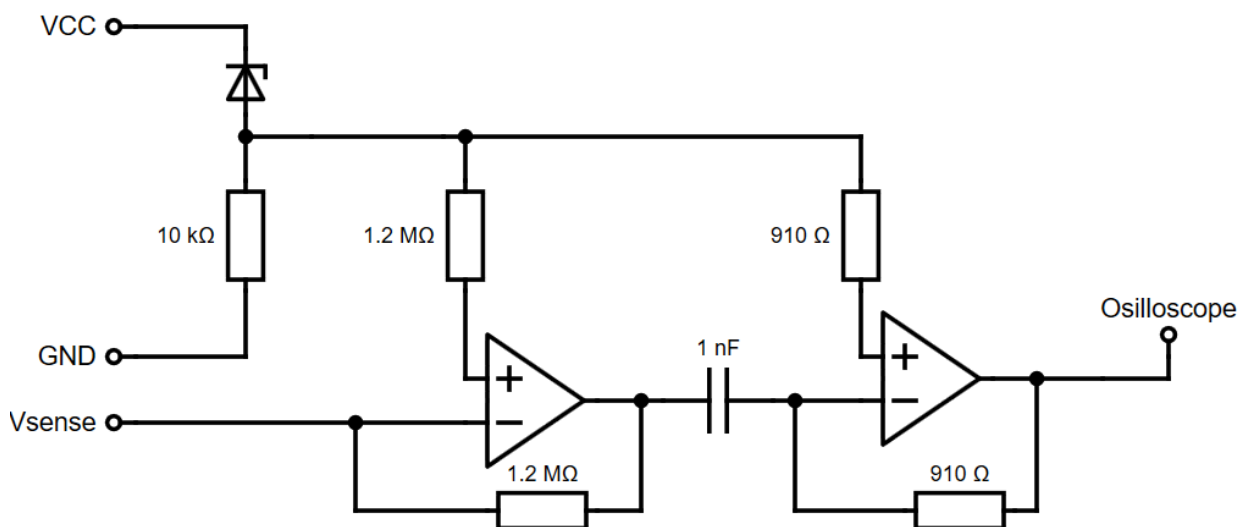 VCC
10 kΩ
1.2 MΩ
910 Ω
Osilloscope
GND
1 nF
+
+
Vsense
−
−
1.2 MΩ
910 Ω